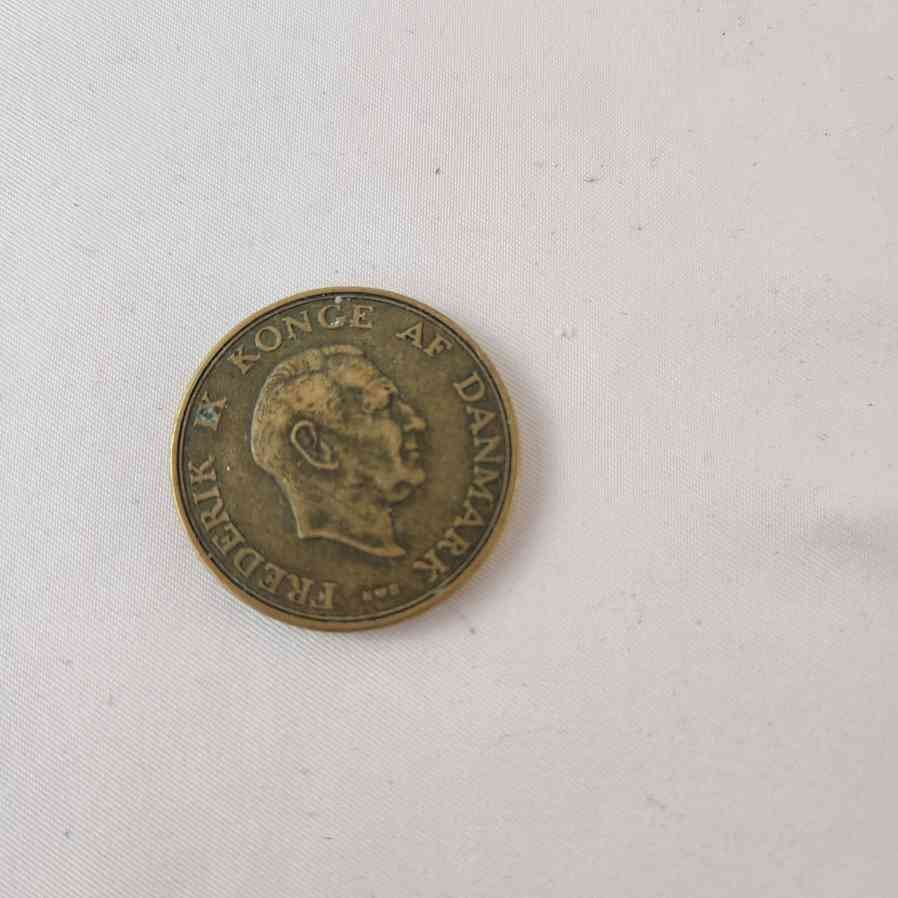 FREDERIK IX KONGE AF DANMARK